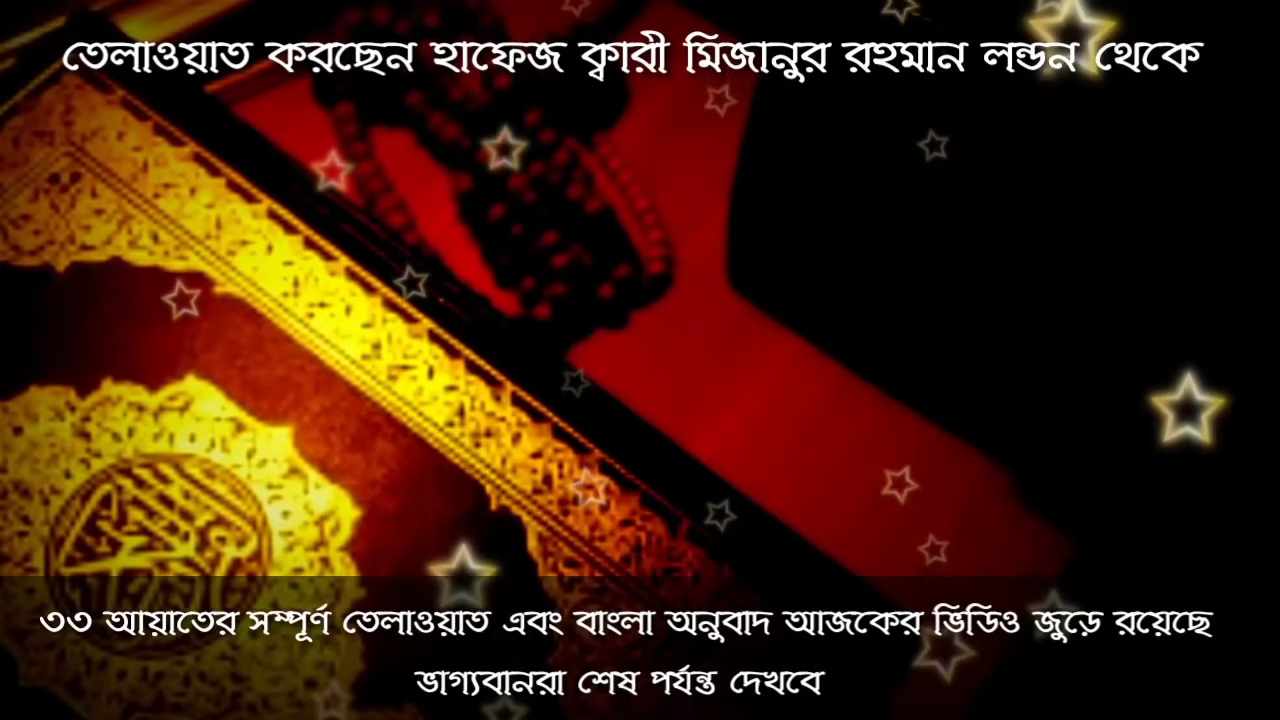 তেলাওয়াত করছেন হাফেজ ক্বারী মিজানুর রহমান লন্ডন থেকে
৩৩ আয়াতের সম্পূর্ণ তেলাওয়াত এবং বাংলা অনুবাদ আজকের ভিডিও জুড়ে রয়েছে
ভাগ্যবানরা শেষ পর্যন্ত দেখবে